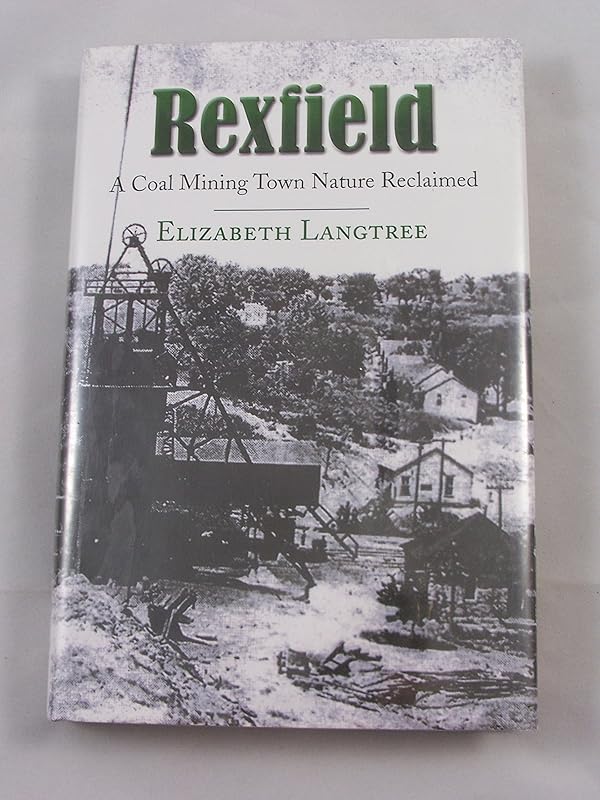 Rexfield
A Coal Mining Town Nature Reclaimed
ELIZABETH LANGTREE